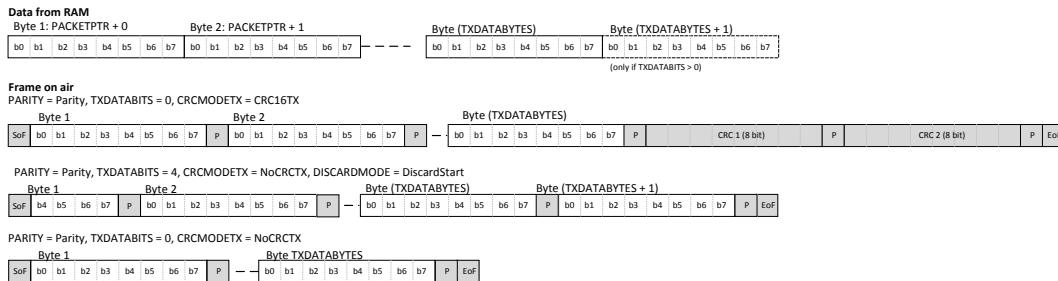 Data from RAM
Byte 1: PACKETPTR + 0 Byte 2: PACKETPTR + 1 Byte (TXDATABYTES) Byte (TXDATABYTES + 1)
b0 b1 b2 b3 b4 b5 b6 b7 b0 b1 b2 b3 b4 b5 b6 b7 b0 b1 b2 b3 b4 b5 b6 b7 b0 b1 b2 b3 b4 b5 b6 b7
(only if TXDATABITS > 0)
Frame on air
PARITY = Parity, TXDATABITS = 0, CRCMODETX = CRC16TX
Byte 1 Byte 2 Byte (TXDATABYTES)
SoF b0 b1 b2 b3 b4 b5 b6 b7 P b0 b1 b2 b3 b4 b5 b6 b7 P b0 b1 b2 b3 b4 b5 b6 b7 P CRC 1 (8 bit) P CRC 2 (8 bit) P EoF
PARITY = Parity, TXDATABITS = 4, CRCMODETX = NoCRCTX, DISCARDMODE = DiscardStart
Byte 1 Byte 2 Byte (TXDATABYTES) Byte (TXDATABYTES + 1)
SoF b4 b5 b6 b7 P b0 b1 b2 b3 b4 b5 b6 b7 P b0 b1 b2 b3 b4 b5 b6 b7 P b0 b1 b2 b3 b4 b5 b6 b7 P EoF
PARITY = Parity, TXDATABITS = 0, CRCMODETX = NoCRCTX
Byte 1 Byte TXDATABYTES
SoF b0 b1 b2 b3 b4 b5 b6 b7 P b0 b1 b2 b3 b4 b5 b6 b7 P EoF